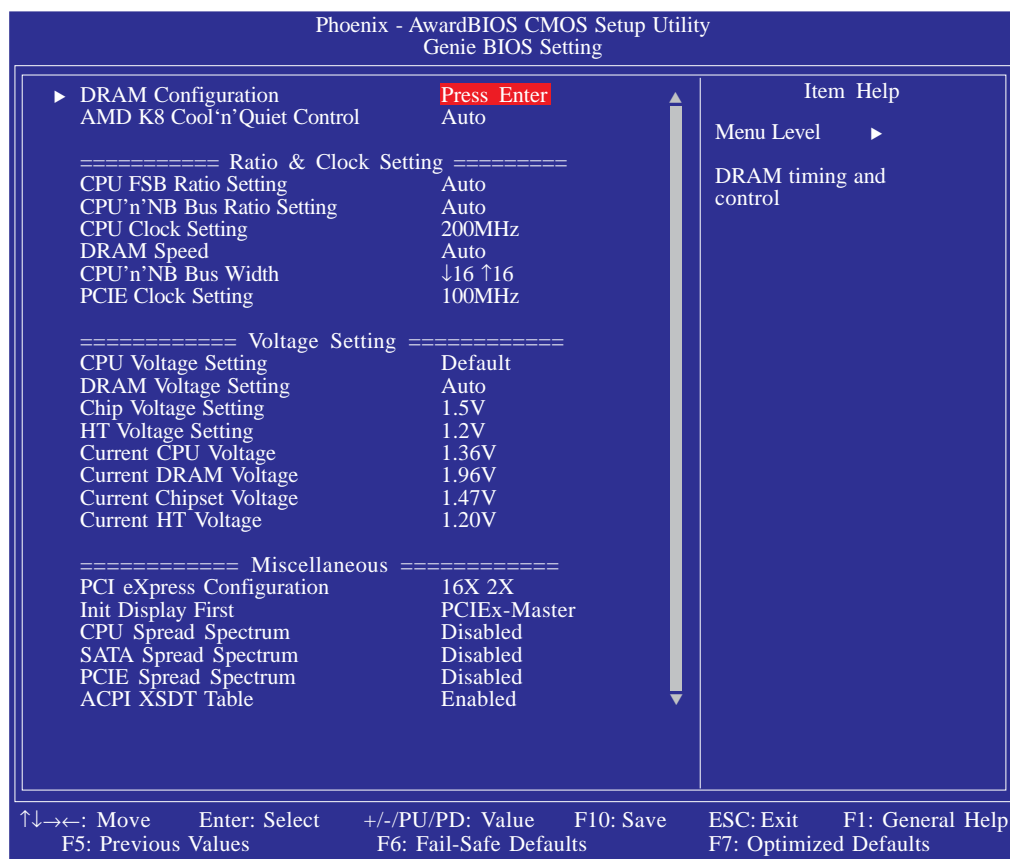 Phoenix - AwardBIOS CMOS Setup Utility
Genie BIOS Setting
▶ DRAM Configuration Press Enter
AMD K8 Cool‘n’Quiet Control Auto
=========== Ratio & Clock Setting =========
CPU FSB Ratio Setting Auto
CPU’n’NB Bus Ratio Setting Auto
CPU Clock Setting 200MHz
DRAM Speed Auto
CPU’n’NB Bus Width ↓16 ↑16
PCIE Clock Setting 100MHz
============ Voltage Setting ============
CPU Voltage Setting Default
DRAM Voltage Setting Auto
Chip Voltage Setting 1.5V
HT Voltage Setting 1.2V
Current CPU Voltage 1.36V
Current DRAM Voltage 1.96V
Current Chipset Voltage 1.47V
Current HT Voltage 1.20V
============ Miscellaneous ============
PCI eXpress Configuration 16X 2X
Init Display First PCIEx-Master
CPU Spread Spectrum Disabled
SATA Spread Spectrum Disabled
PCIE Spread Spectrum Disabled
ACPI XSDT Table Enabled
Item Help
Menu Level ▶
DRAM timing and
control
↑↓→←: Move Enter: Select +/-/PU/PD: Value F10: Save ESC: Exit F1: General Help
F5: Previous Values F6: Fail-Safe Defaults F7: Optimized Defaults